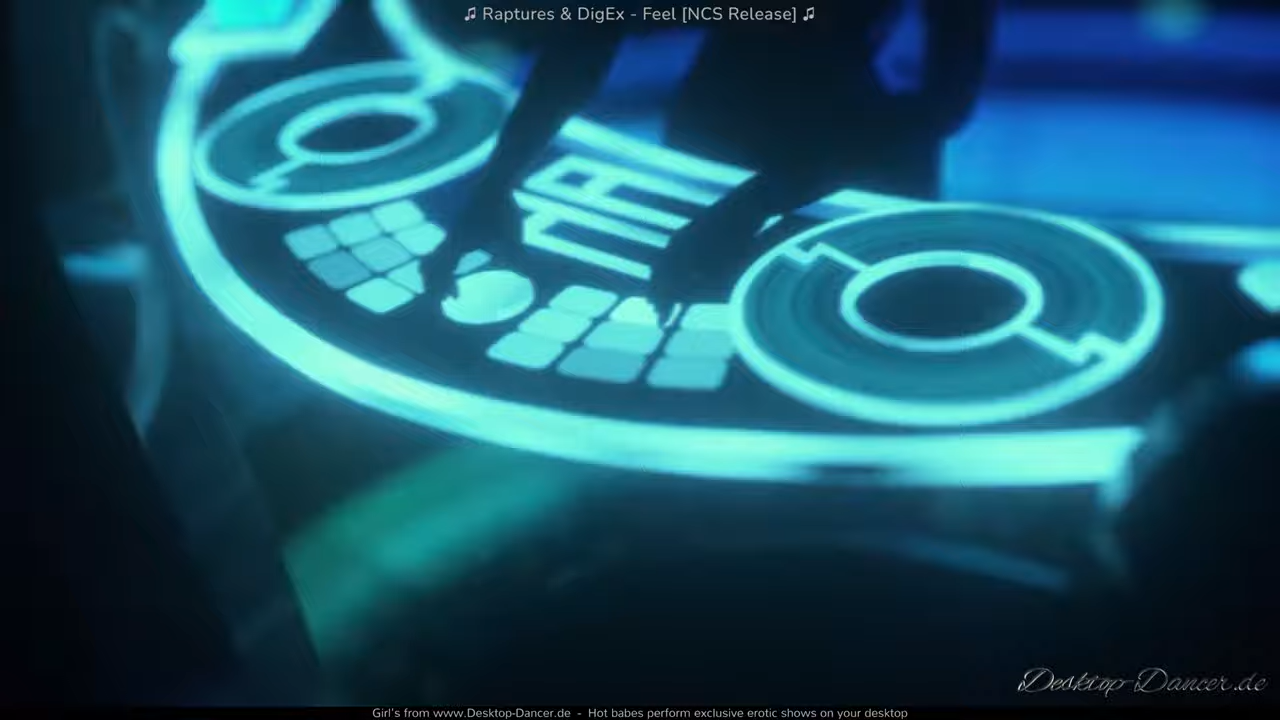 ♫ Raptures & DigEx - Feel [NCS Release] ♫
Desktop-Dancer.de
Girl's from www.Desktop-Dancer.de - Hot babes perform exclusive erotic shows on your desktop